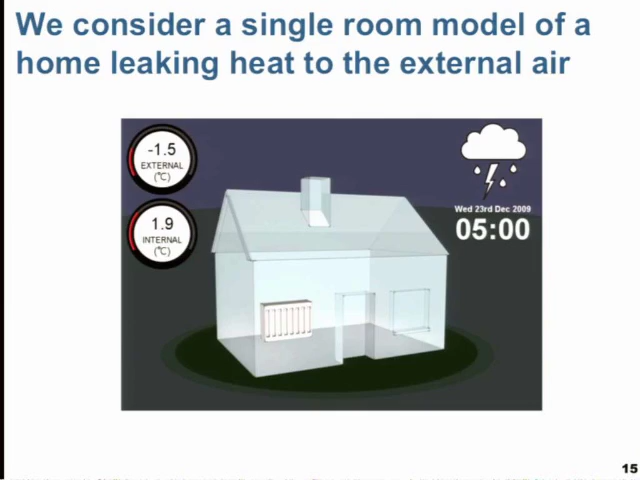 We consider a single room model of a
home leaking heat to the external air
-1.5
EXTERNAL
(°C)
1.9
INTERNAL
(°C)
Wed 23rd Dec 2009
05:00
15